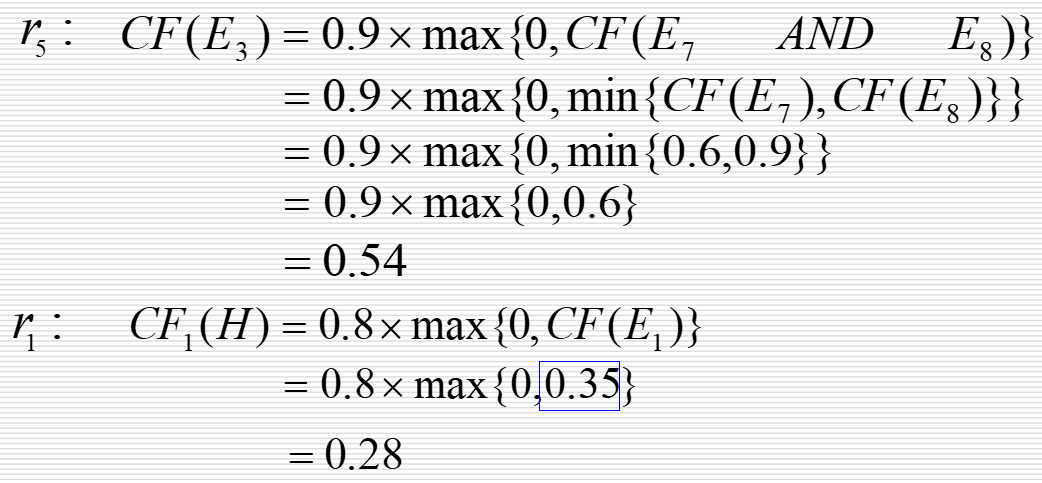 r₅ : CF(E₃) = 0.9 × max{0, CF(E₇ AND E₈)}
= 0.9 × max{0, min{CF(E₇), CF(E₈)}}
= 0.9 × max{0, min{0.6,0.9}}
= 0.9 × max{0,0.6}
= 0.54
r₁ : CF₁(H) = 0.8 × max{0, CF(E₁)}
= 0.8 × max{0,0.35}
= 0.28